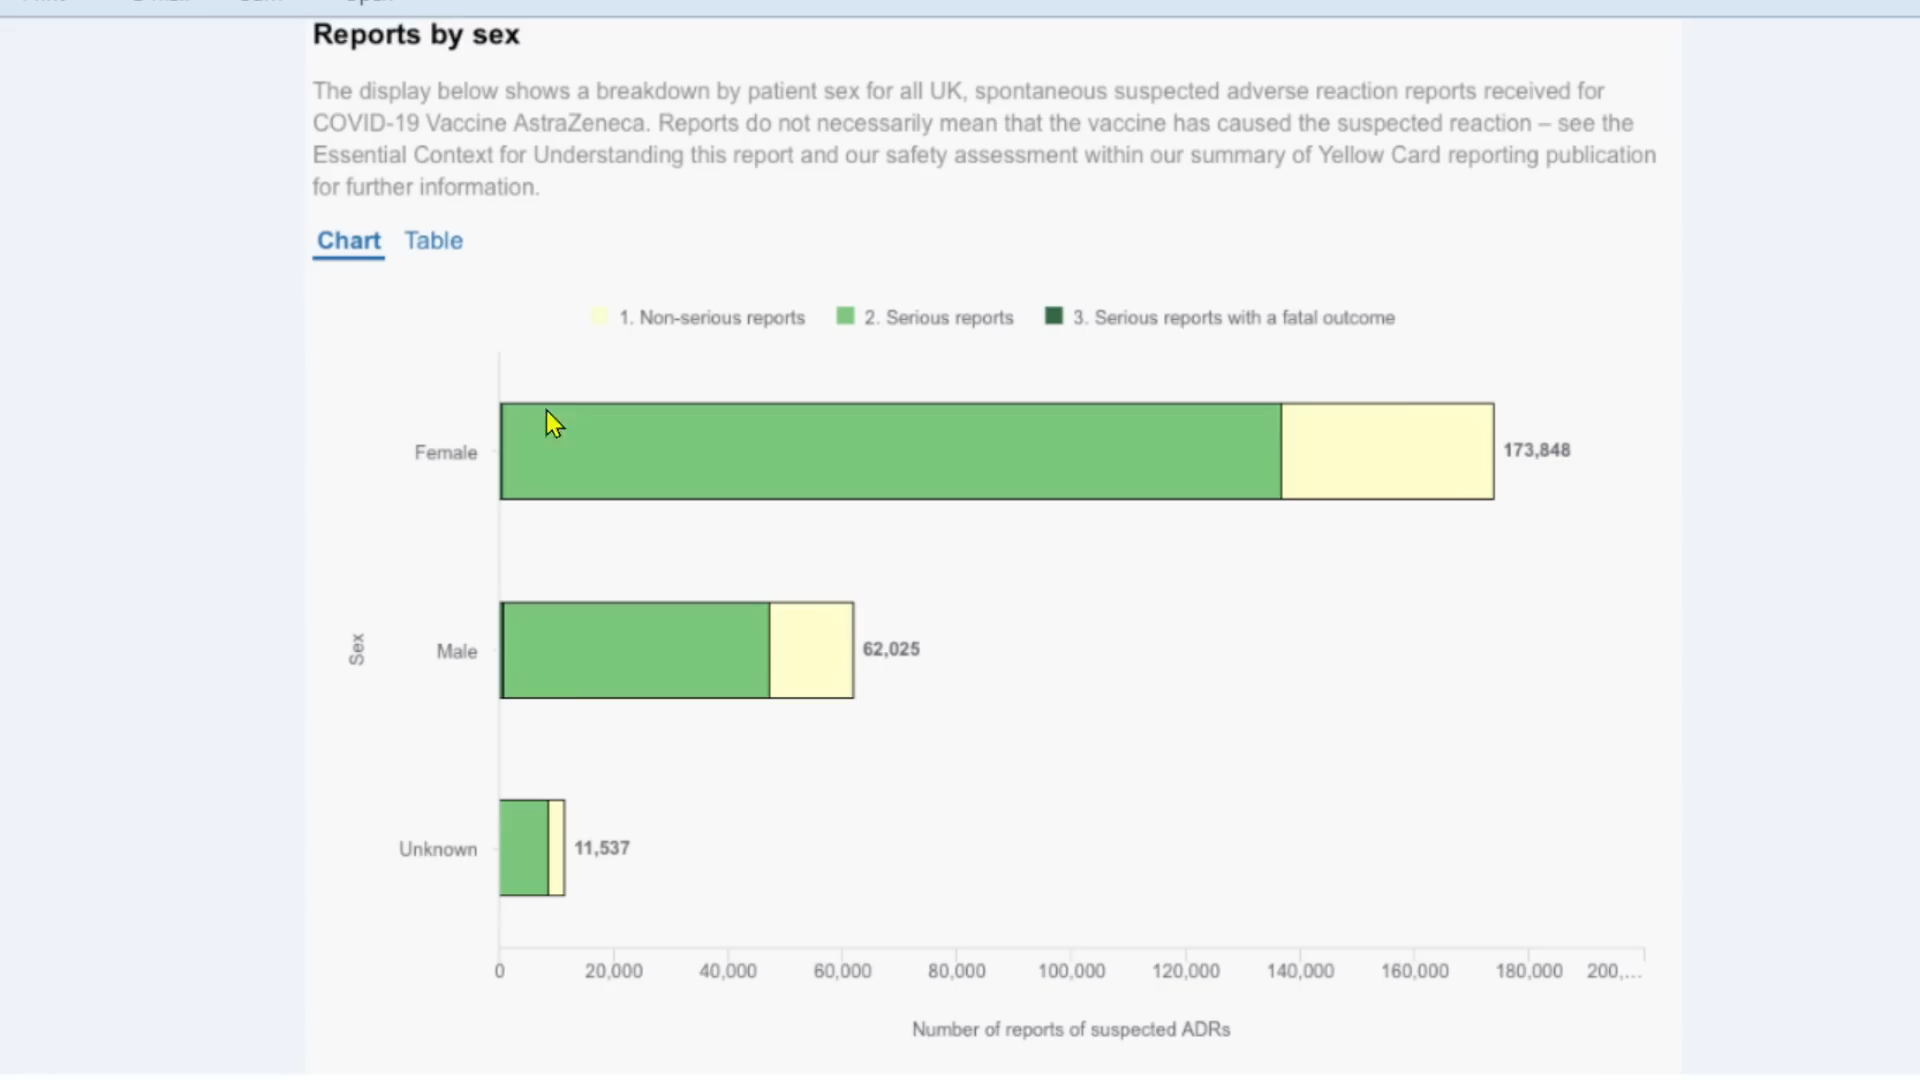 Reports by sex
The display below shows a breakdown by patient sex for all UK, spontaneous suspected adverse reaction reports received for
COVID-19 Vaccine AstraZeneca. Reports do not necessarily mean that the vaccine has caused the suspected reaction – see the
Essential Context for Understanding this report and our safety assessment within our summary of Yellow Card reporting publication
for further information.
Chart Table
1. Non-serious reports 2. Serious reports 3. Serious reports with a fatal outcome
Female 173,848
Sex
Male 62,025
Unknown 11,537
0 20,000 40,000 60,000 80,000 100,000 120,000 140,000 160,000 180,000 200,...
Number of reports of suspected ADRs